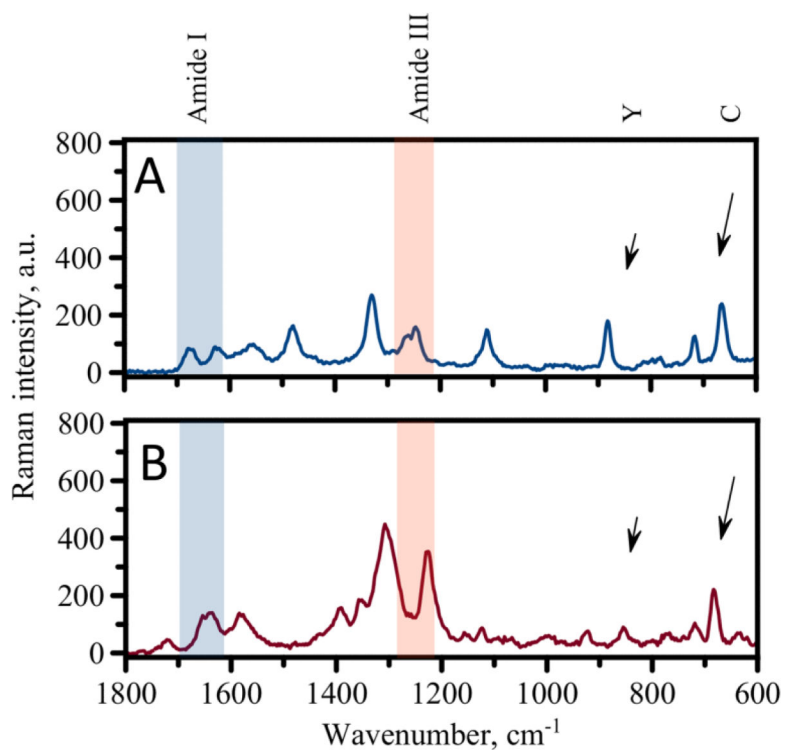 Amide I
Amide III
Y
C
Raman intensity, a.u.
A
800
600
400
200
0
B
800
600
400
200
0
1800 1600 1400 1200 1000 800 600
Wavenumber, cm-1